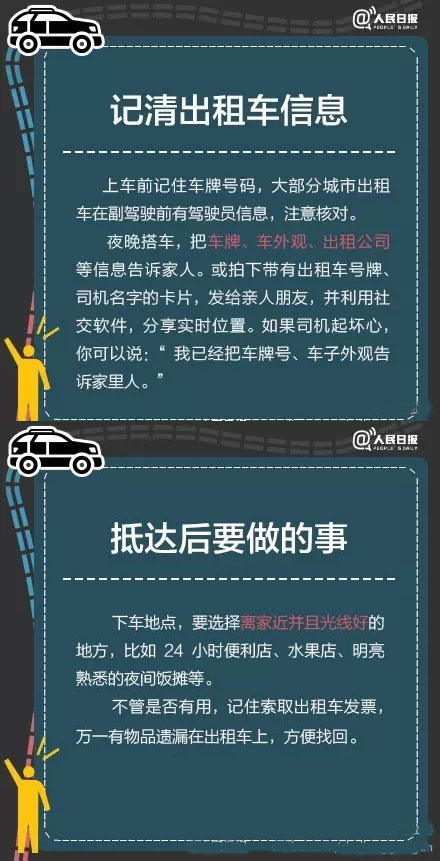 @人民日报
PEOPLE'S DAILY
记清出租车信息
上车前记住车牌号码，大部分城市出租
车在副驾驶前有驾驶员信息，注意核对。
夜晚搭车，把车牌、车外观、出租公司
等信息告诉家人。或拍下带有出租车号牌、
司机名字的卡片，发给亲人朋友，并利用社
交软件，分享实时位置。如果司机起坏心，
你可以说：“ 我已经把车牌号、车子外观告
诉家里人。”
@人民日报
PEOPLE'S DAILY
抵达后要做的事
下车地点，要选择离家近并且光线好的
地方，比如 24 小时便利店、水果店、明亮
熟悉的夜间饭摊等。
不管是否有用，记住索取出租车发票，
万一有物品遗漏在出租车上，方便找回。